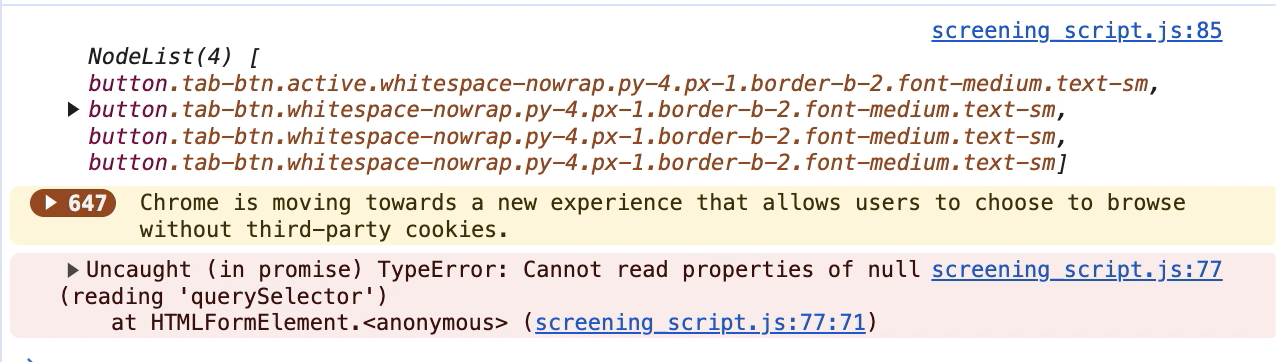 screening_script.js:85
NodeList(4) [
button.tab-btn.active.whitespace-nowrap.py-4.px-1.border-b-2.font-medium.text-sm,
button.tab-btn.whitespace-nowrap.py-4.px-1.border-b-2.font-medium.text-sm,
button.tab-btn.whitespace-nowrap.py-4.px-1.border-b-2.font-medium.text-sm,
button.tab-btn.whitespace-nowrap.py-4.px-1.border-b-2.font-medium.text-sm]
647 Chrome is moving towards a new experience that allows users to choose to browse
without third-party cookies.
Uncaught (in promise) TypeError: Cannot read properties of null screening_script.js:77
(reading 'querySelector')
at HTMLFormElement.<anonymous> (screening_script.js:77:71)